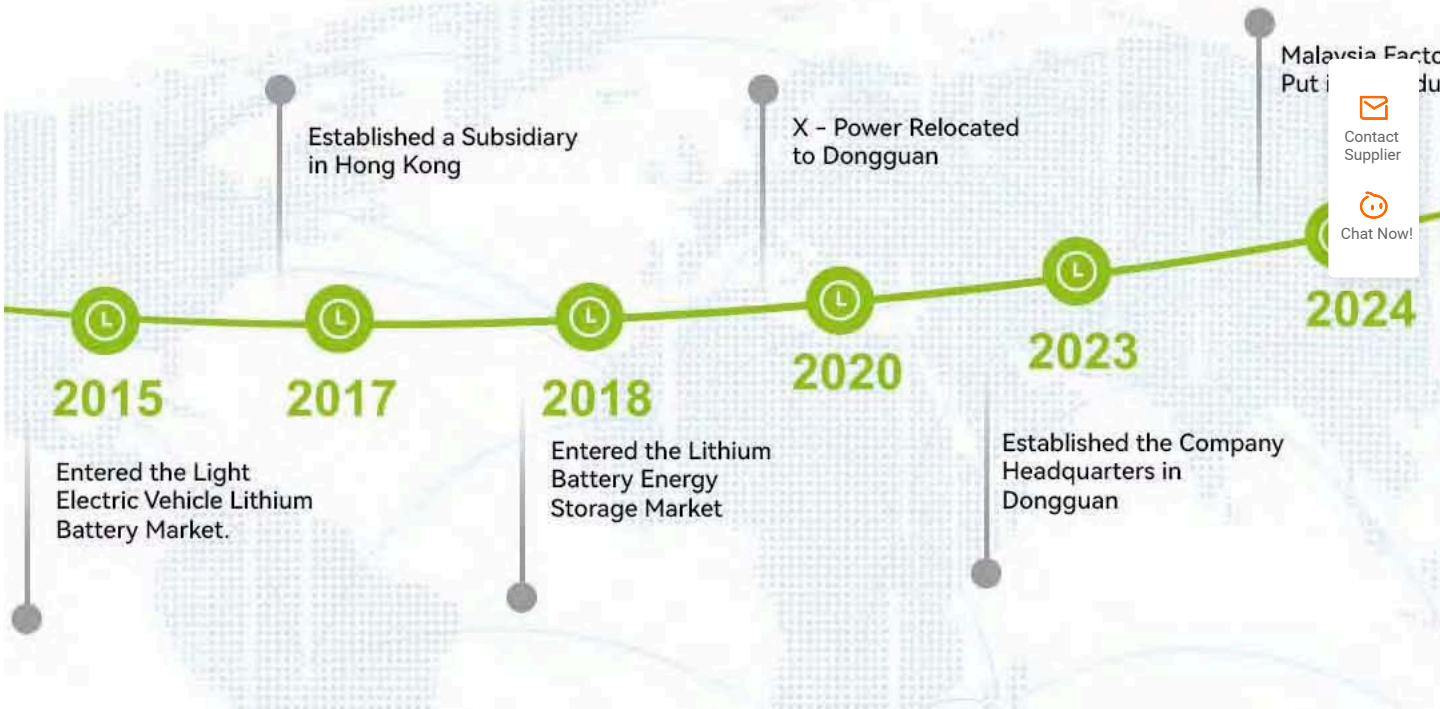 Established a Subsidiary
in Hong Kong
X - Power Relocated
to Dongguan
Malaysia
Put
Contact
Supplier
Chat Now!
2015
2017
2018
2020
2023
2024
Entered the Light
Electric Vehicle Lithium
Battery Market.
Entered the Lithium
Battery Energy
Storage Market
Established the Company
Headquarters in
Dongguan